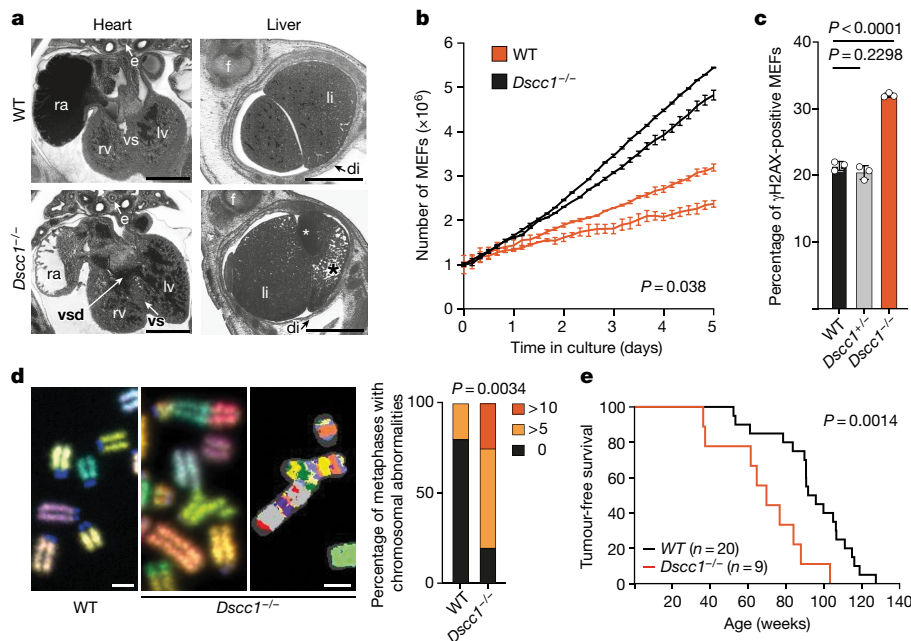 a
Heart
Liver
WT
Dscc1−/−
e
ra
lv
vs
rv
f
li
di
e
ra
lv
vsd
rv
vs
f
*
*
li
di
b
WT
Dscc1−/−
Number of MEFs (×10⁶)
6
5
4
3
2
1
0
0
1
2
3
4
5
P = 0.038
Time in culture (days)
c
P < 0.0001
P = 0.2298
Percentage of γH2AX-positive MEFs
40
30
20
10
0
WT
Dscc1+/−
Dscc1−/−
d
WT
Dscc1−/−
P = 0.0034
Percentage of metaphases with
chromosomal abnormalities
100
50
0
>10
>5
0
WT
Dscc1−/−
e
P = 0.0014
Tumour-free survival
100
80
60
40
20
0
WT (n = 20)
Dscc1−/− (n = 9)
20
40
60
80
100
120
140
Age (weeks)